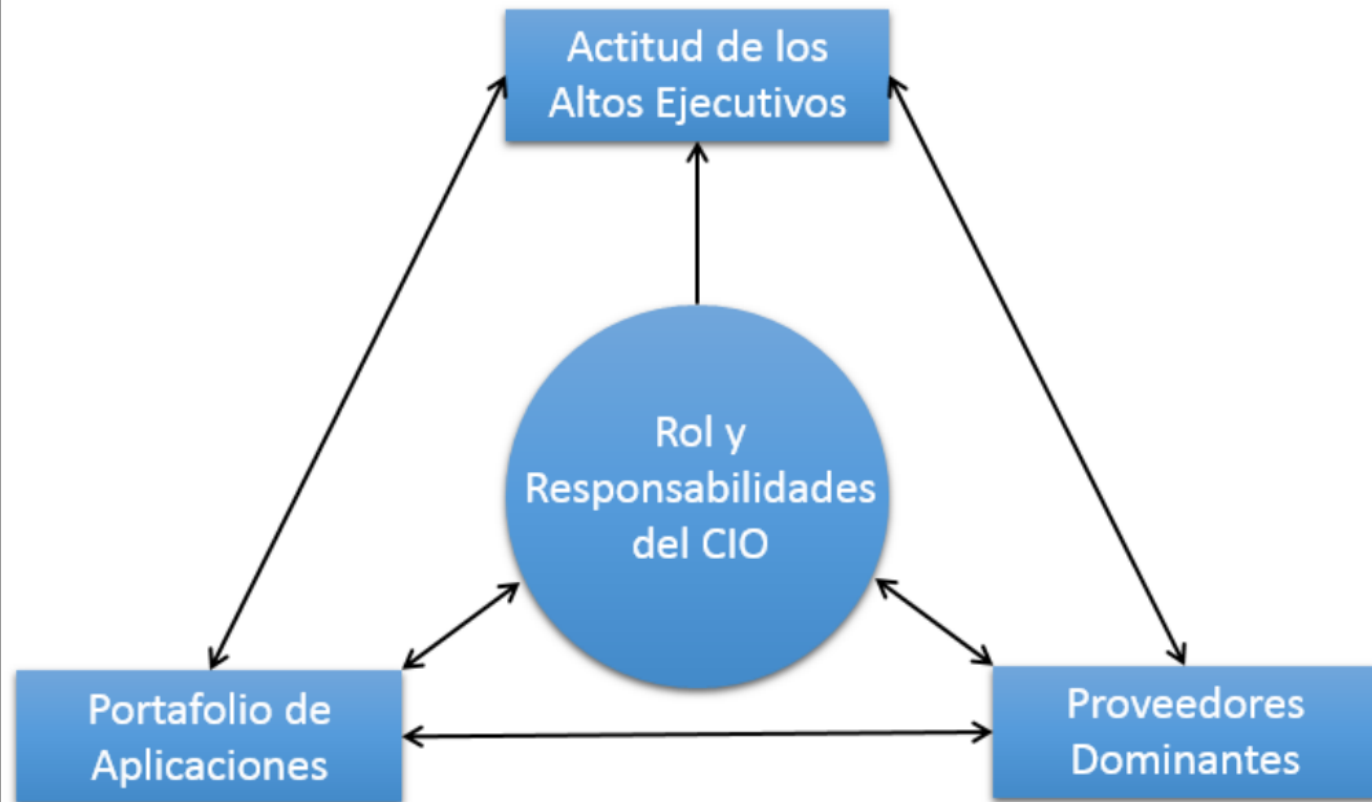 Actitud de los
Altos Ejecutivos
Rol y
Responsabilidades
del CIO
Portafolio de
Aplicaciones
Proveedores
Dominantes